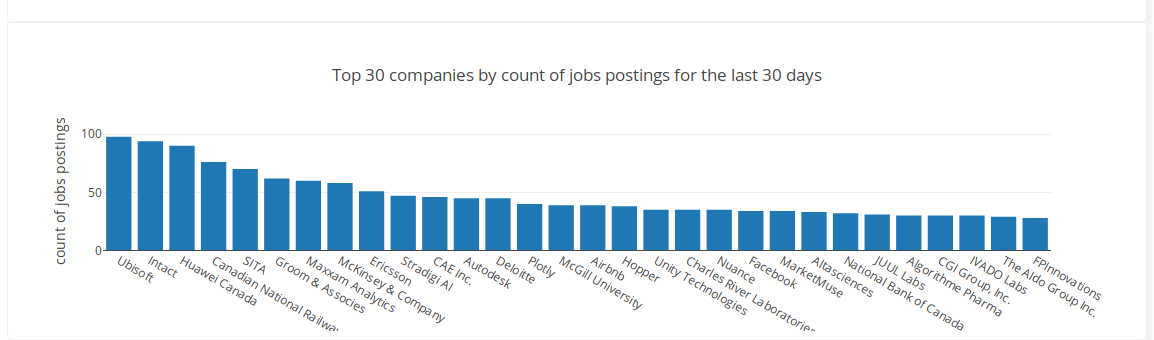 Top 30 companies by count of jobs postings for the last 30 days
count of jobs postings
100
50
0
Ubisoft
Intact
Huawei Canada
Canadian National Railway
SITA
Groom & Associes
Maxxam Analytics
McKinsey & Company
Ericsson
Stradigi AI
CAE Inc.
Autodesk
Deloitte
Plotly
McGill University
Airbnb
Hopper
Unity Technologies
Charles River Laboratories
Nuance
Facebook
MarketMuse
Altasciences
National Bank of Canada
JUUL Labs
Algorithme Pharma
CGI Group, Inc.
IVADO Labs
The Aldo Group Inc.
FPInnovations